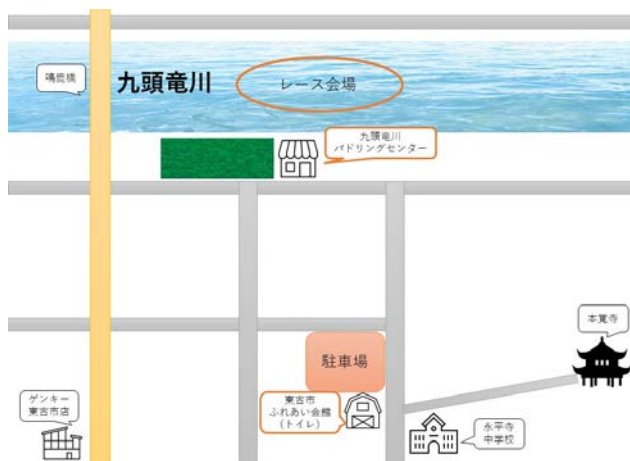 鳴鹿橋
九頭竜川
レース会場
九頭竜川
パドリングセンター
本覚寺
駐車場
ゲンキー
東古市店
東古市
ふれあい会館
(トイレ)
永平寺
中学校